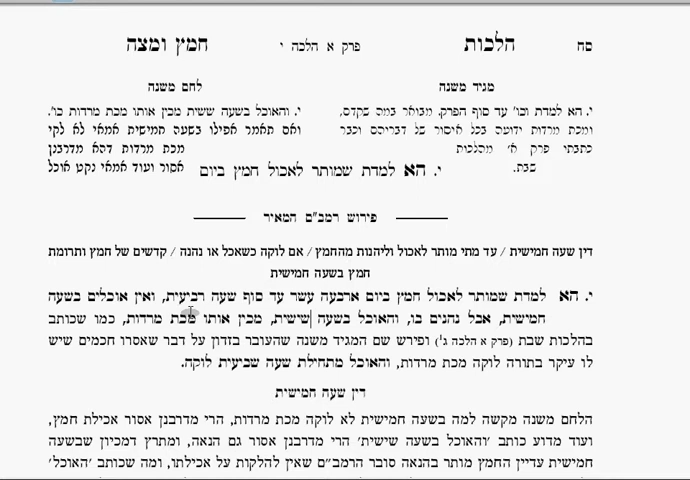 סח הלכות פרק א הלכה י חמץ ומצה
מגיד משנה
י. הא למדת וכו' עד סוף הפרק. מבואר במה שקדם,
ומכת מרדות ידועה בכל איסור של דבריהם וכבר
כתבתי פרק א' מהלכות
שבת.
לחם משנה
י. והאוכל בשעה ששית מכין אותו מכת מרדות כו'.
ואם תאמר אפילו בשעה חמישית אמאי לא לקי
מכת מרדות דהא מדרבנן
אסור ועוד אמאי נקט אוכל
י. הא למדת שמותר לאכול חמץ ביום
פירוש רמב"ם המאיר
דין שעה חמישית / עד מתי מותר לאכול וליהנות מהחמץ / אם לוקה כשאכל או נהנה / קדשים של חמץ ותרומת
חמץ בשעה חמישית
י. הא למדת שמותר לאכול חמץ ביום ארבעה עשר עד סוף שעה רביעית, ואין אוכלים בשעה
חמישית, אבל נהנים בו, והאוכל בשעה ששית, מכין אותו מכת מרדות, כמו שכותב
בהלכות שבת (פרק א הלכה ג') ופירש שם המגיד משנה שהעובר בזדון על דבר שאסרו חכמים שיש
לו עיקר בתורה לוקה מכת מרדות, והאוכל מתחילת שעה שביעית לוקה.
דין שעה חמישית
הלחם משנה מקשה למה בשעה חמישית לא לוקה מכת מרדות, הרי מדרבנן אסור אכילת חמץ,
ועוד מדוע כותב 'והאוכל בשעה ששית' הרי מדרבנן אסור גם הנאה, ומתרץ דמכיון שבשעה
חמישית עדיין החמץ מותר בהנאה סובר הרמב"ם שאין להלקות על אכילתו, ומה שכותב 'האוכל'